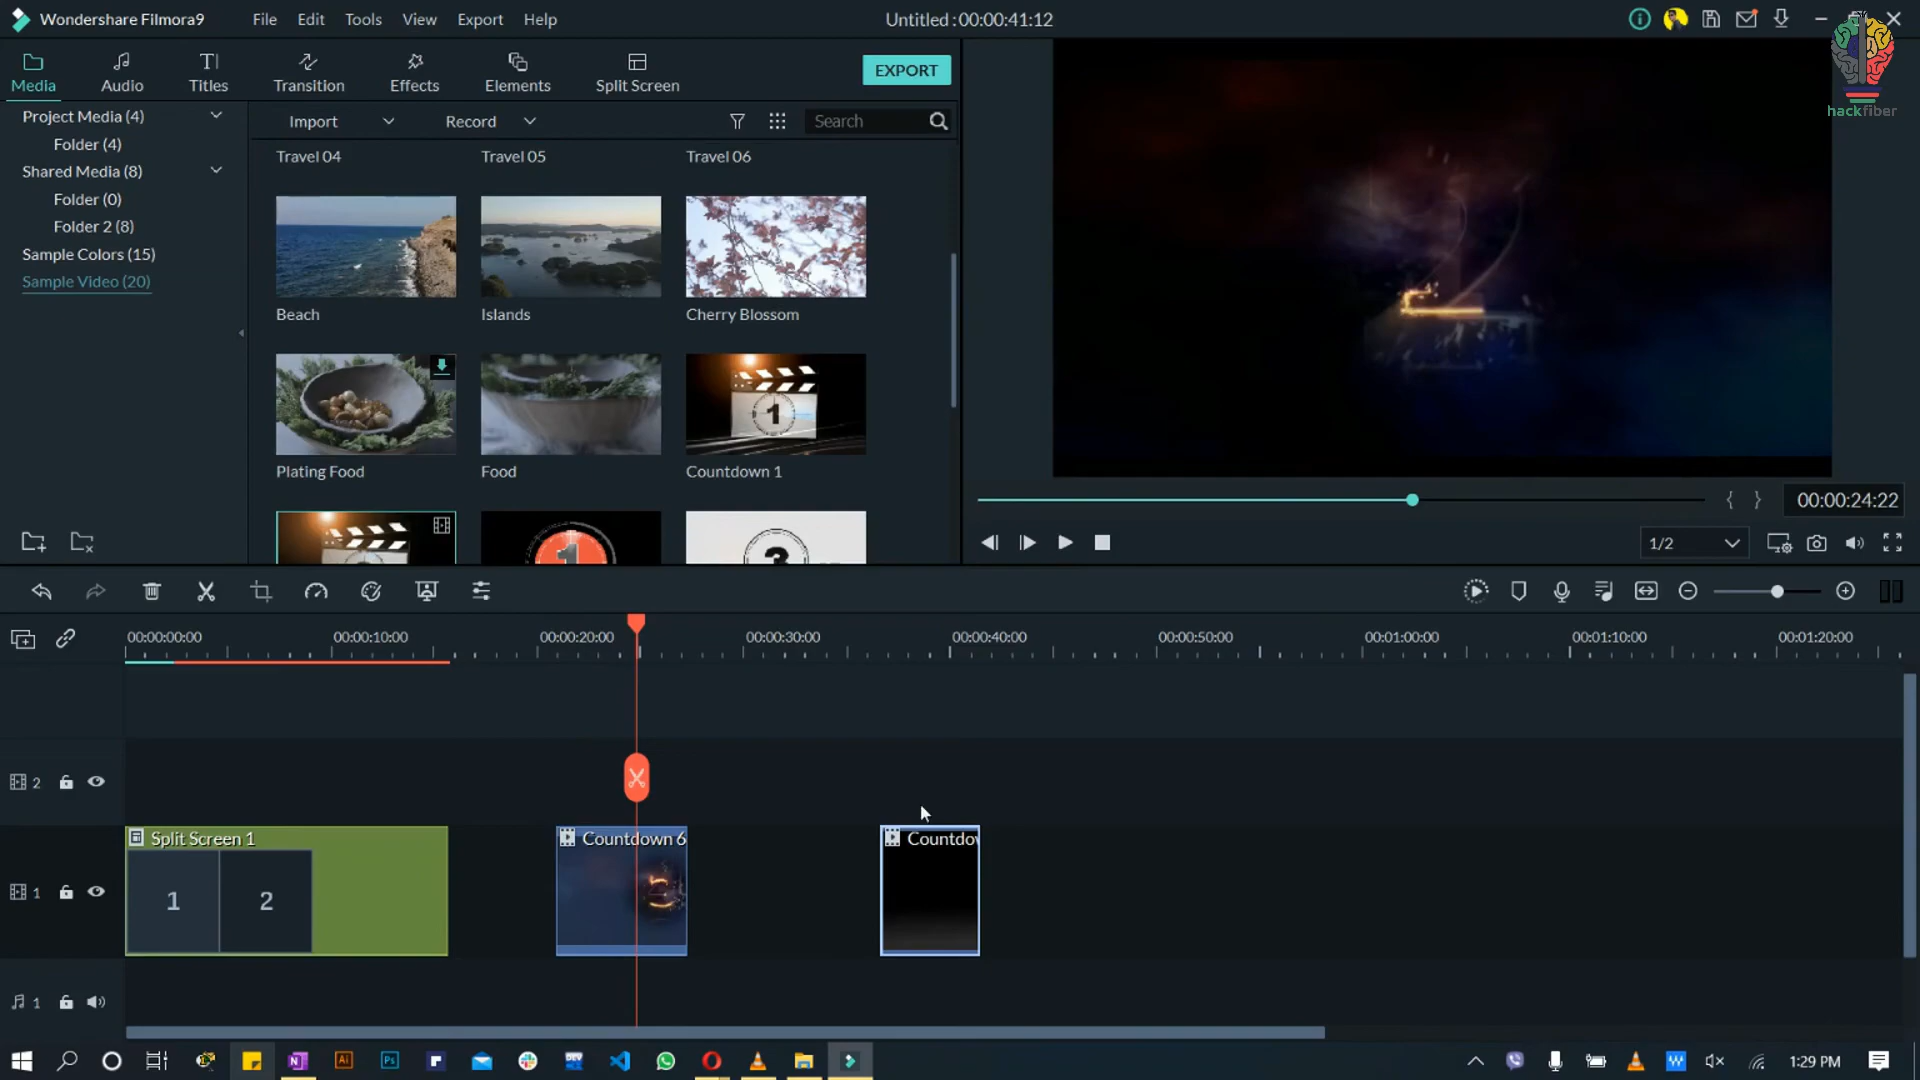 Wondershare Filmora9
File
Edit
Tools
View
Export
Help
Untitled : 00:00:41:12
hackfiber
Media
Audio
Titles
Transition
Effects
Elements
Split Screen
EXPORT
Project Media (4)
Folder (4)
Shared Media (8)
Folder (0)
Folder 2 (8)
Sample Colors (15)
Sample Video (20)
Import
Record
Search
Travel 04
Travel 05
Travel 06
Beach
Islands
Cherry Blossom
1
Plating Food
Food
Countdown 1
1
3
2
00:00:24:22
1/2
00:00:00:00
00:00:10:00
00:00:20:00
00:00:30:00
00:00:40:00
00:00:50:00
00:01:00:00
00:01:10:00
00:01:20:00
2
Split Screen 1
Countdown 6
Countdow
1
1
2
1
1:29 PM